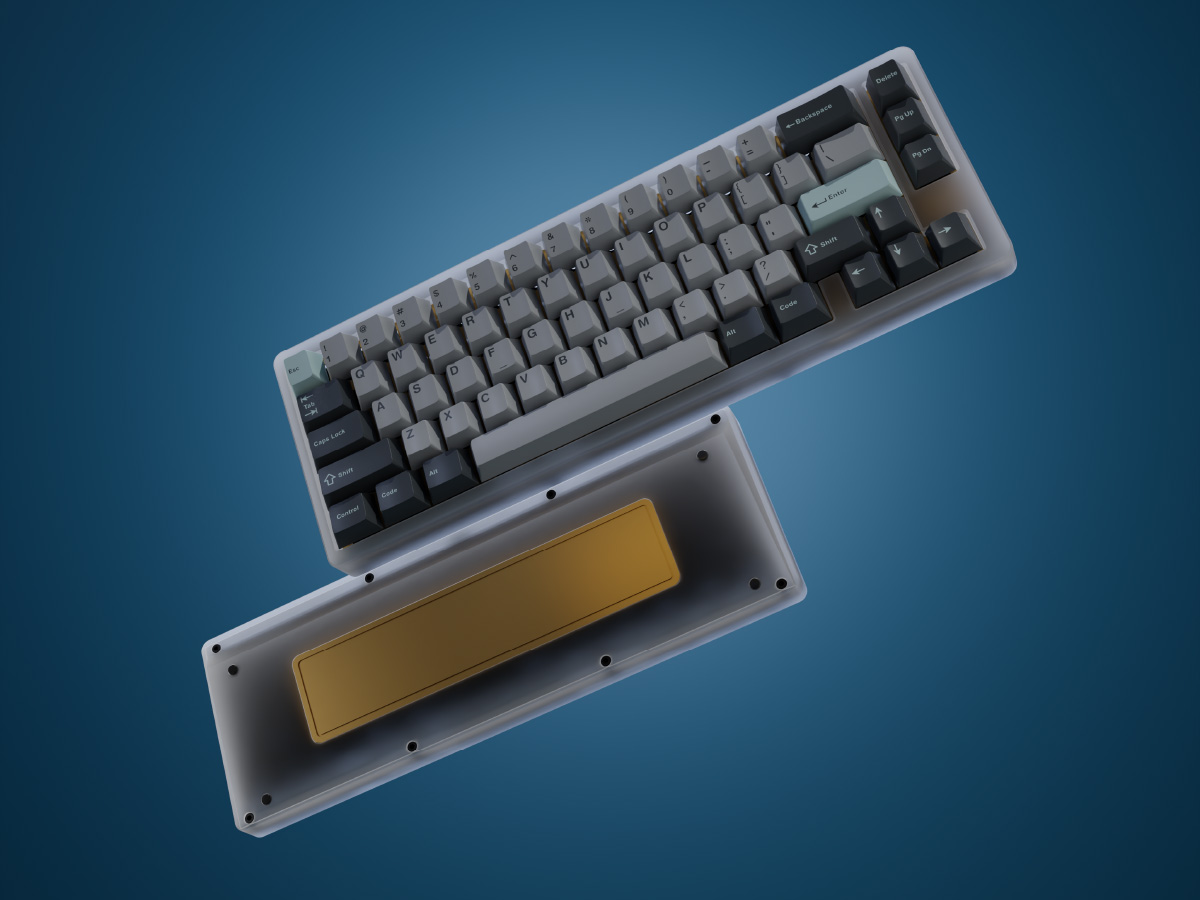 Esc
! 1
@ 2
# 3
$ 4
% 5
^ 6
& 7
* 8
( 9
) 0
_ -
+ =
← Backspace
Delete
Tab
Q
W
E
R
T
Y
U
I
O
P
{ [
} ]
| \
Pg Up
Caps Lock
A
S
D
F
G
H
J
K
L
: ;
" '
Enter
Pg Dn
Shift
Z
X
C
V
B
N
M
< ,
> .
? /
Shift
↑
Control
Code
Alt
Alt
Code
←
↓
→